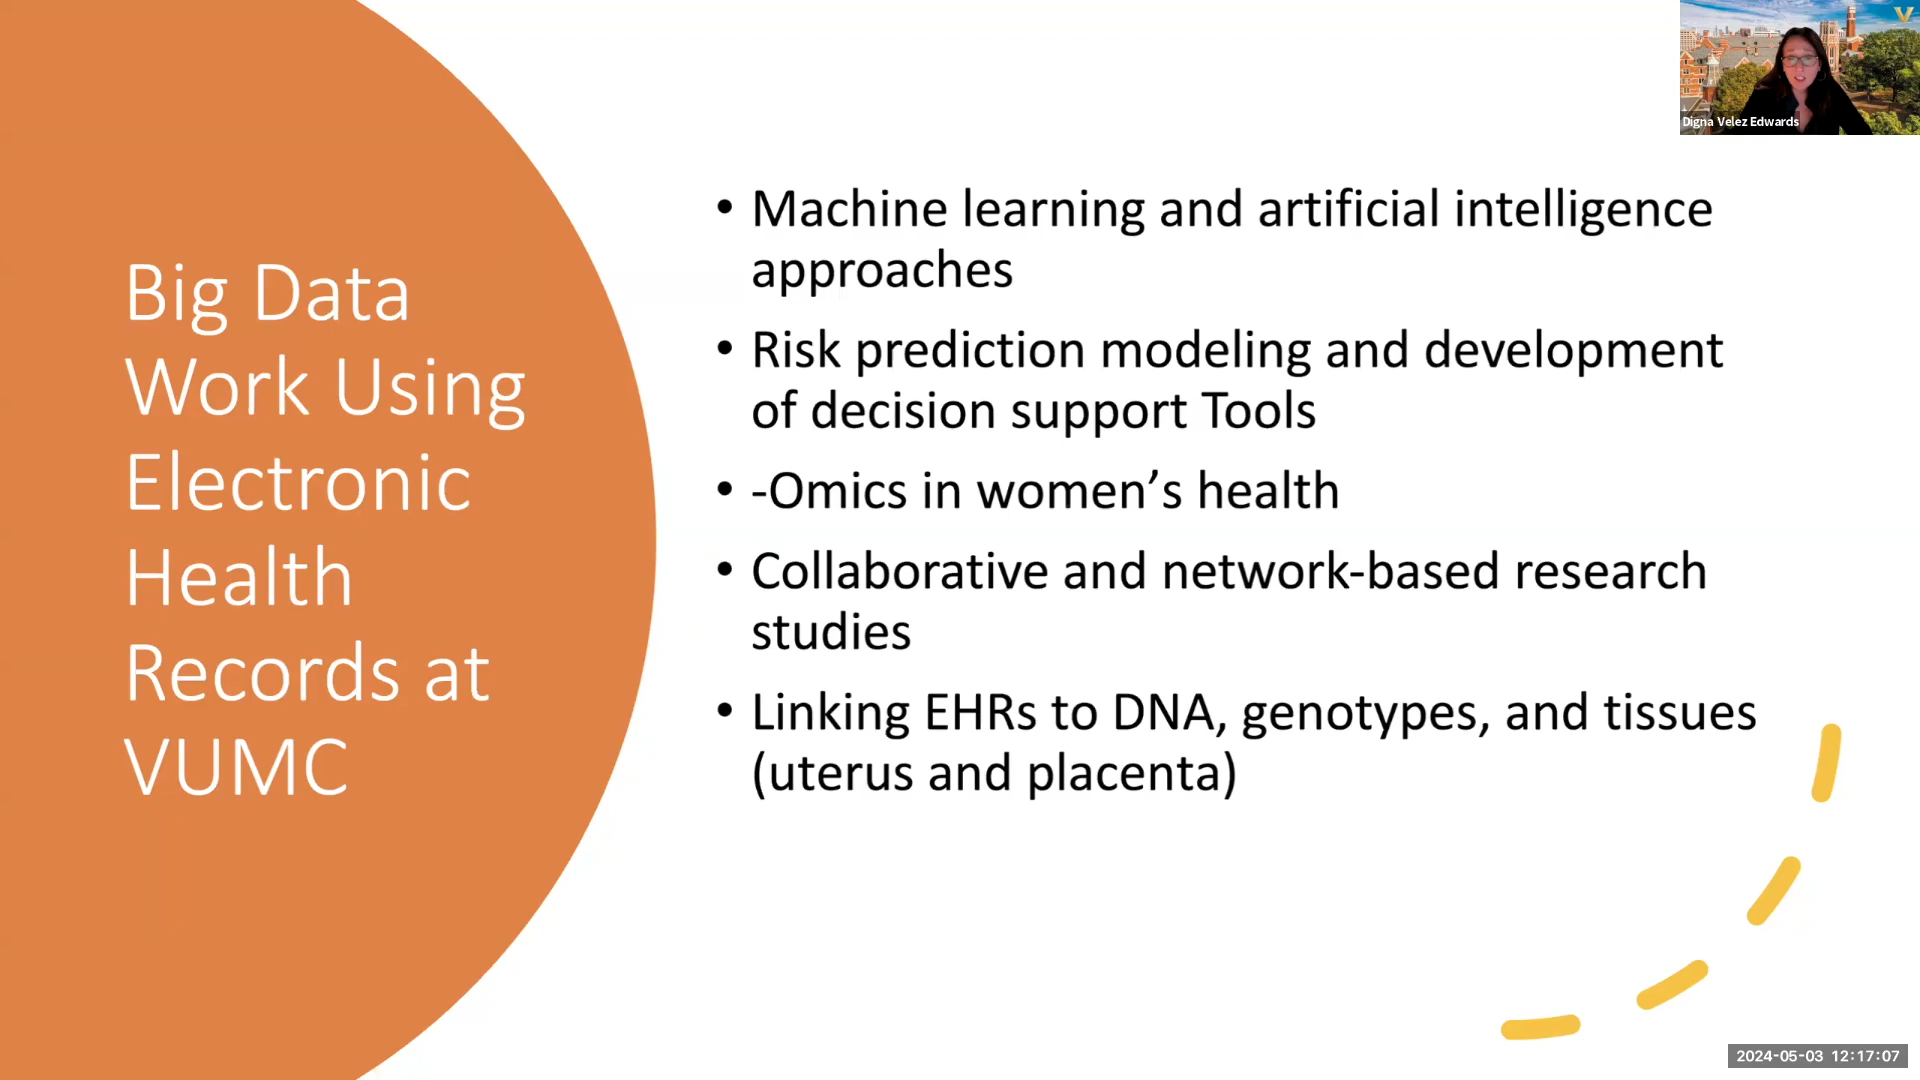 Big Data
Work Using
Electronic
Health
Records at
VUMC
• Machine learning and artificial intelligence
approaches
• Risk prediction modeling and development
of decision support Tools
• -Omics in women’s health
• Collaborative and network-based research
studies
• Linking EHRs to DNA, genotypes, and tissues
(uterus and placenta)
V
Digna Velez Edwards
2024-05-03 12:17:07